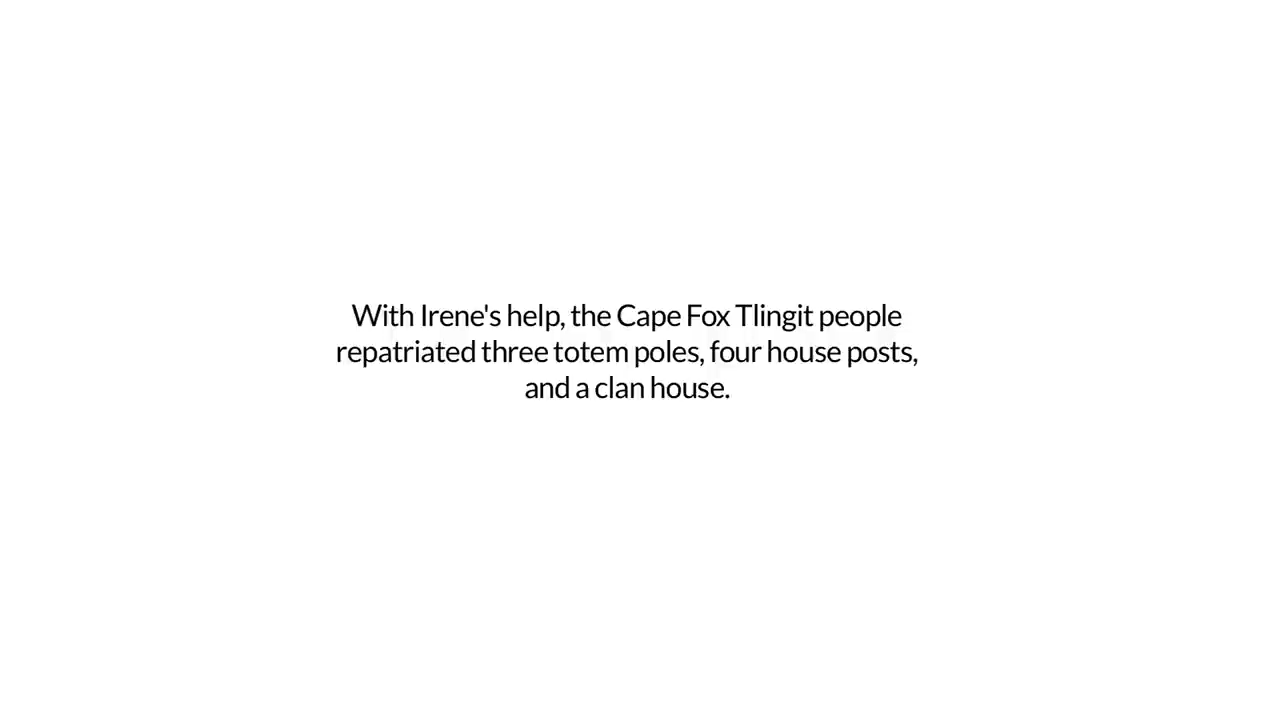 With Irene's help, the Cape Fox Tlingit people
repatriated three totem poles, four house posts,
and a clan house.